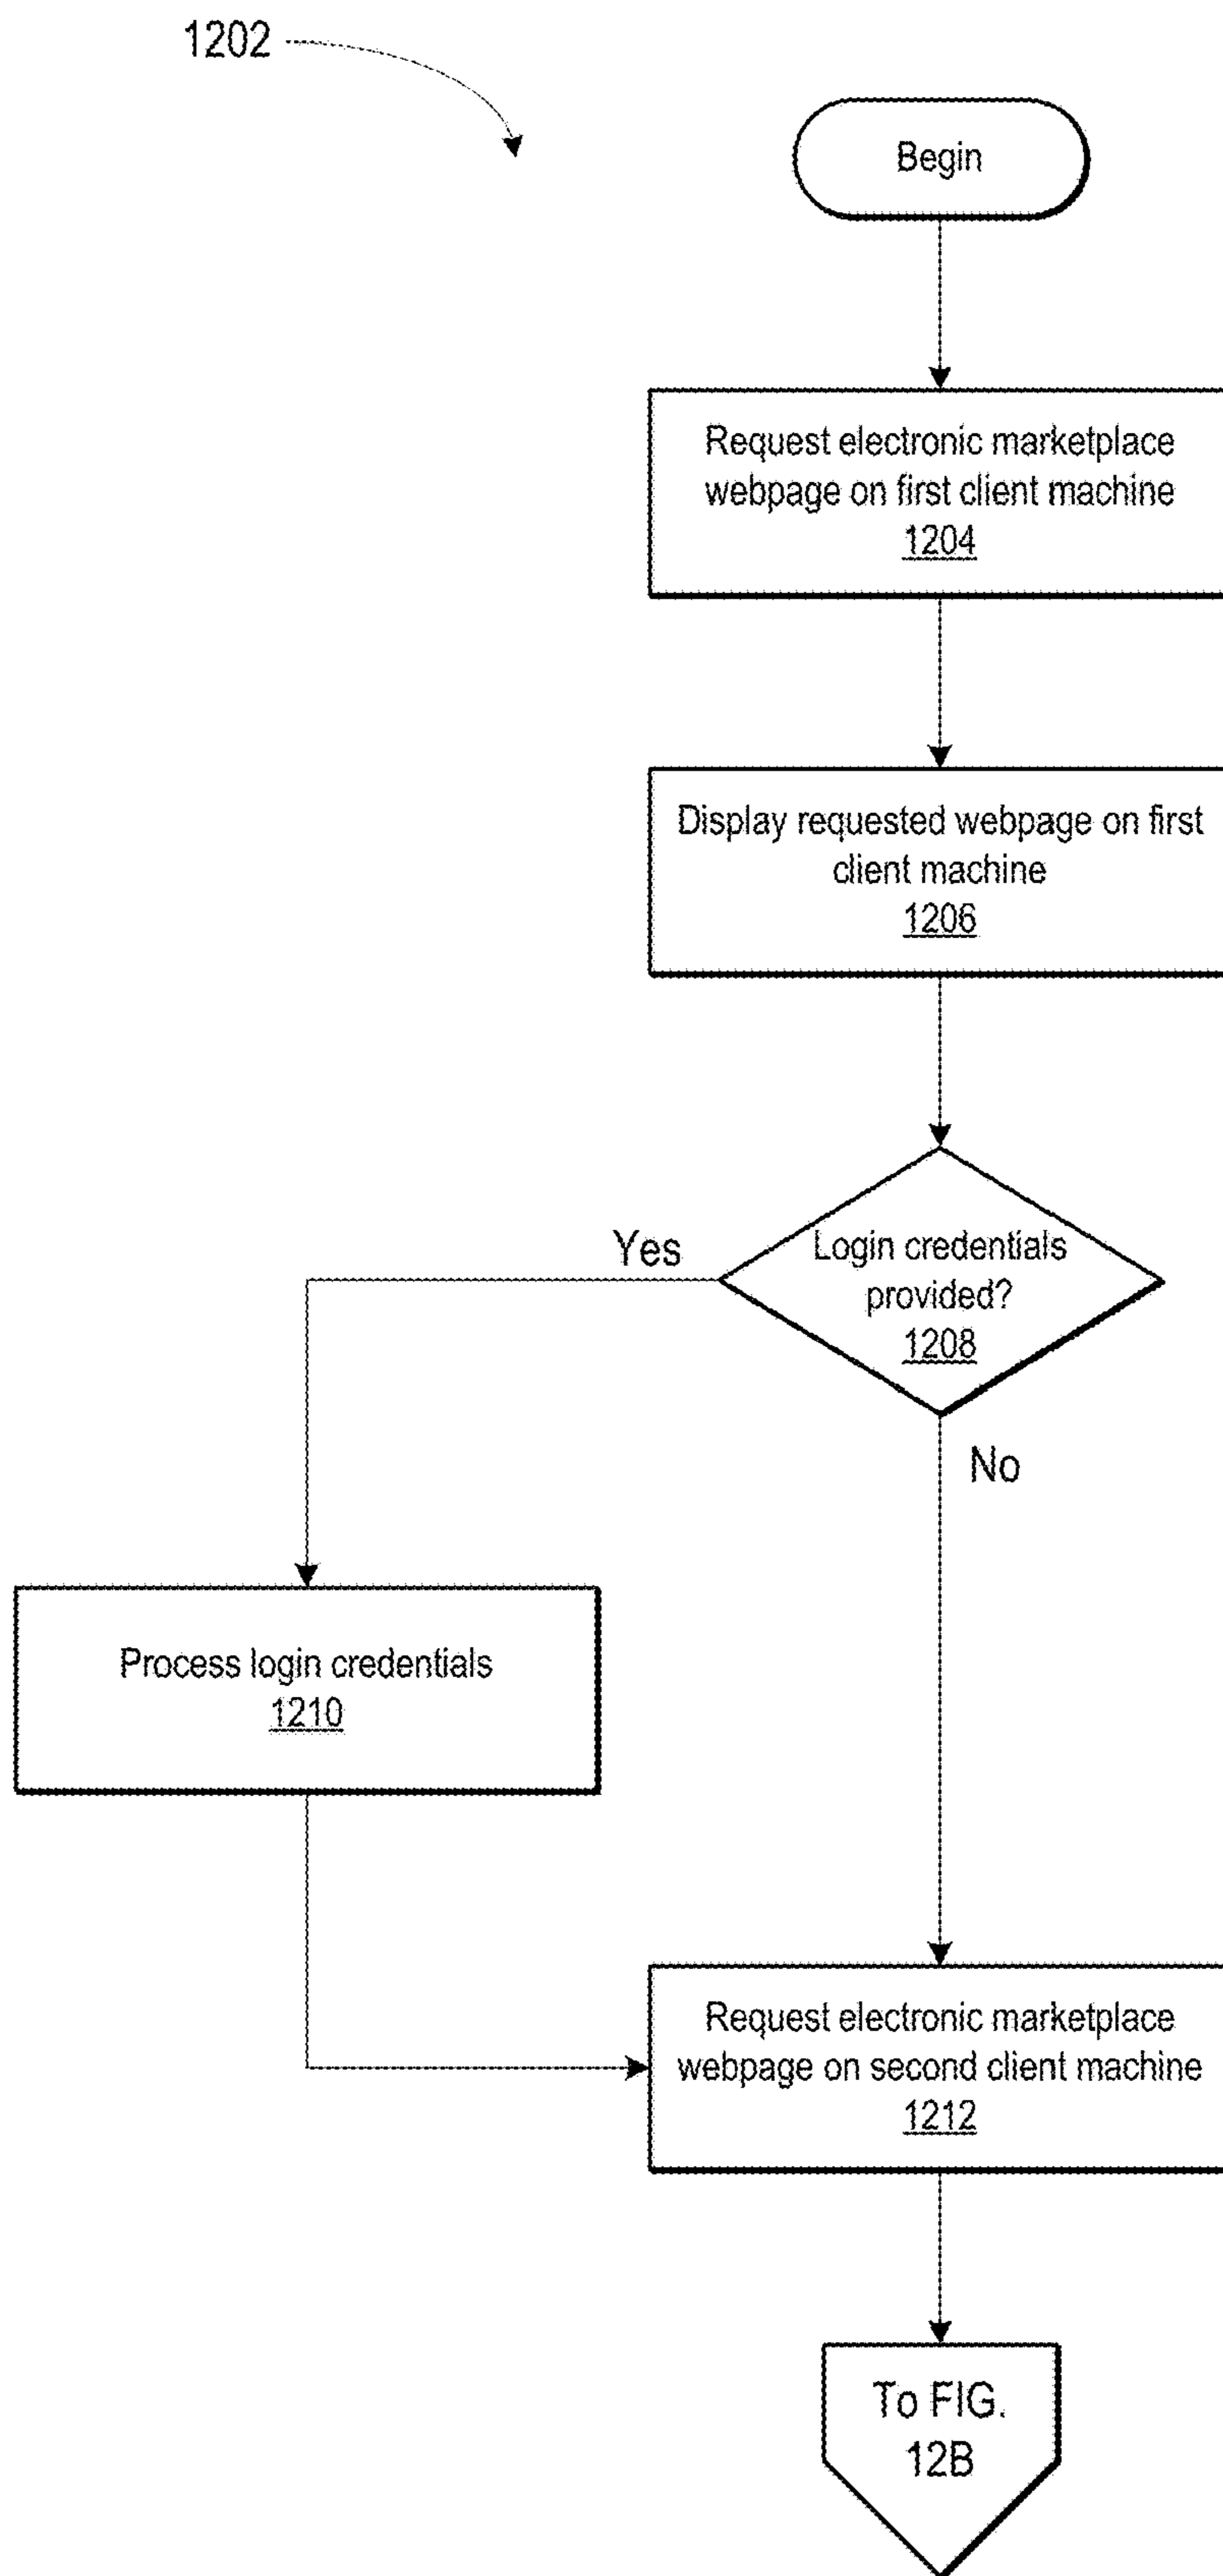 1202
Begin
Request electronic marketplace
webpage on first client machine
1204
Display requested webpage on first
client machine
1206
Login credentials
provided?
1208
Yes
No
Process login credentials
1210
Request electronic marketplace
webpage on second client machine
1212
To FIG.
12B